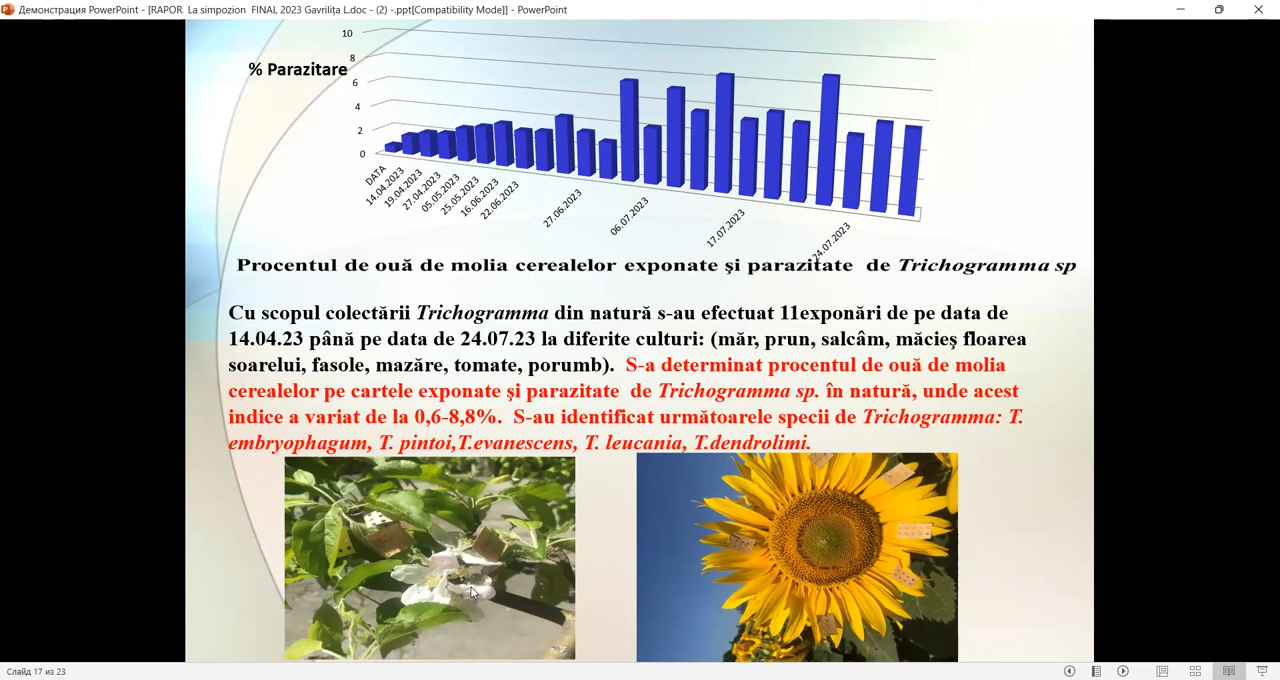 Демонстрация PowerPoint - [RAPOR La simpozion FINAL 2023 Gavrilița L.doc - (2) -.ppt[Compatibility Mode]] - PowerPoint
% Parazitare
10
8
6
4
2
0
DATA
14.04.2023
19.04.2023
27.04.2023
05.05.2023
25.05.2023
16.06.2023
22.06.2023
27.06.2023
06.07.2023
17.07.2023
24.07.2023
Procentul de ouă de molia cerealelor exponate şi parazitate de Trichogramma sp
Cu scopul colectării Trichogramma din natură s-au efectuat 11exponări de pe data de
14.04.23 până pe data de 24.07.23 la diferite culturi: (măr, prun, salcâm, măcieş floarea
soarelui, fasole, mazăre, tomate, porumb). S-a determinat procentul de ouă de molia
cerealelor pe cartele exponate şi parazitate de Trichogramma sp. în natură, unde acest
indice a variat de la 0,6-8,8%. S-au identificat următoarele specii de Trichogramma: T.
embryophagum, T. pintoi,T.evanescens, T. leucania, T.dendrolimi.
Слайд 17 из 23